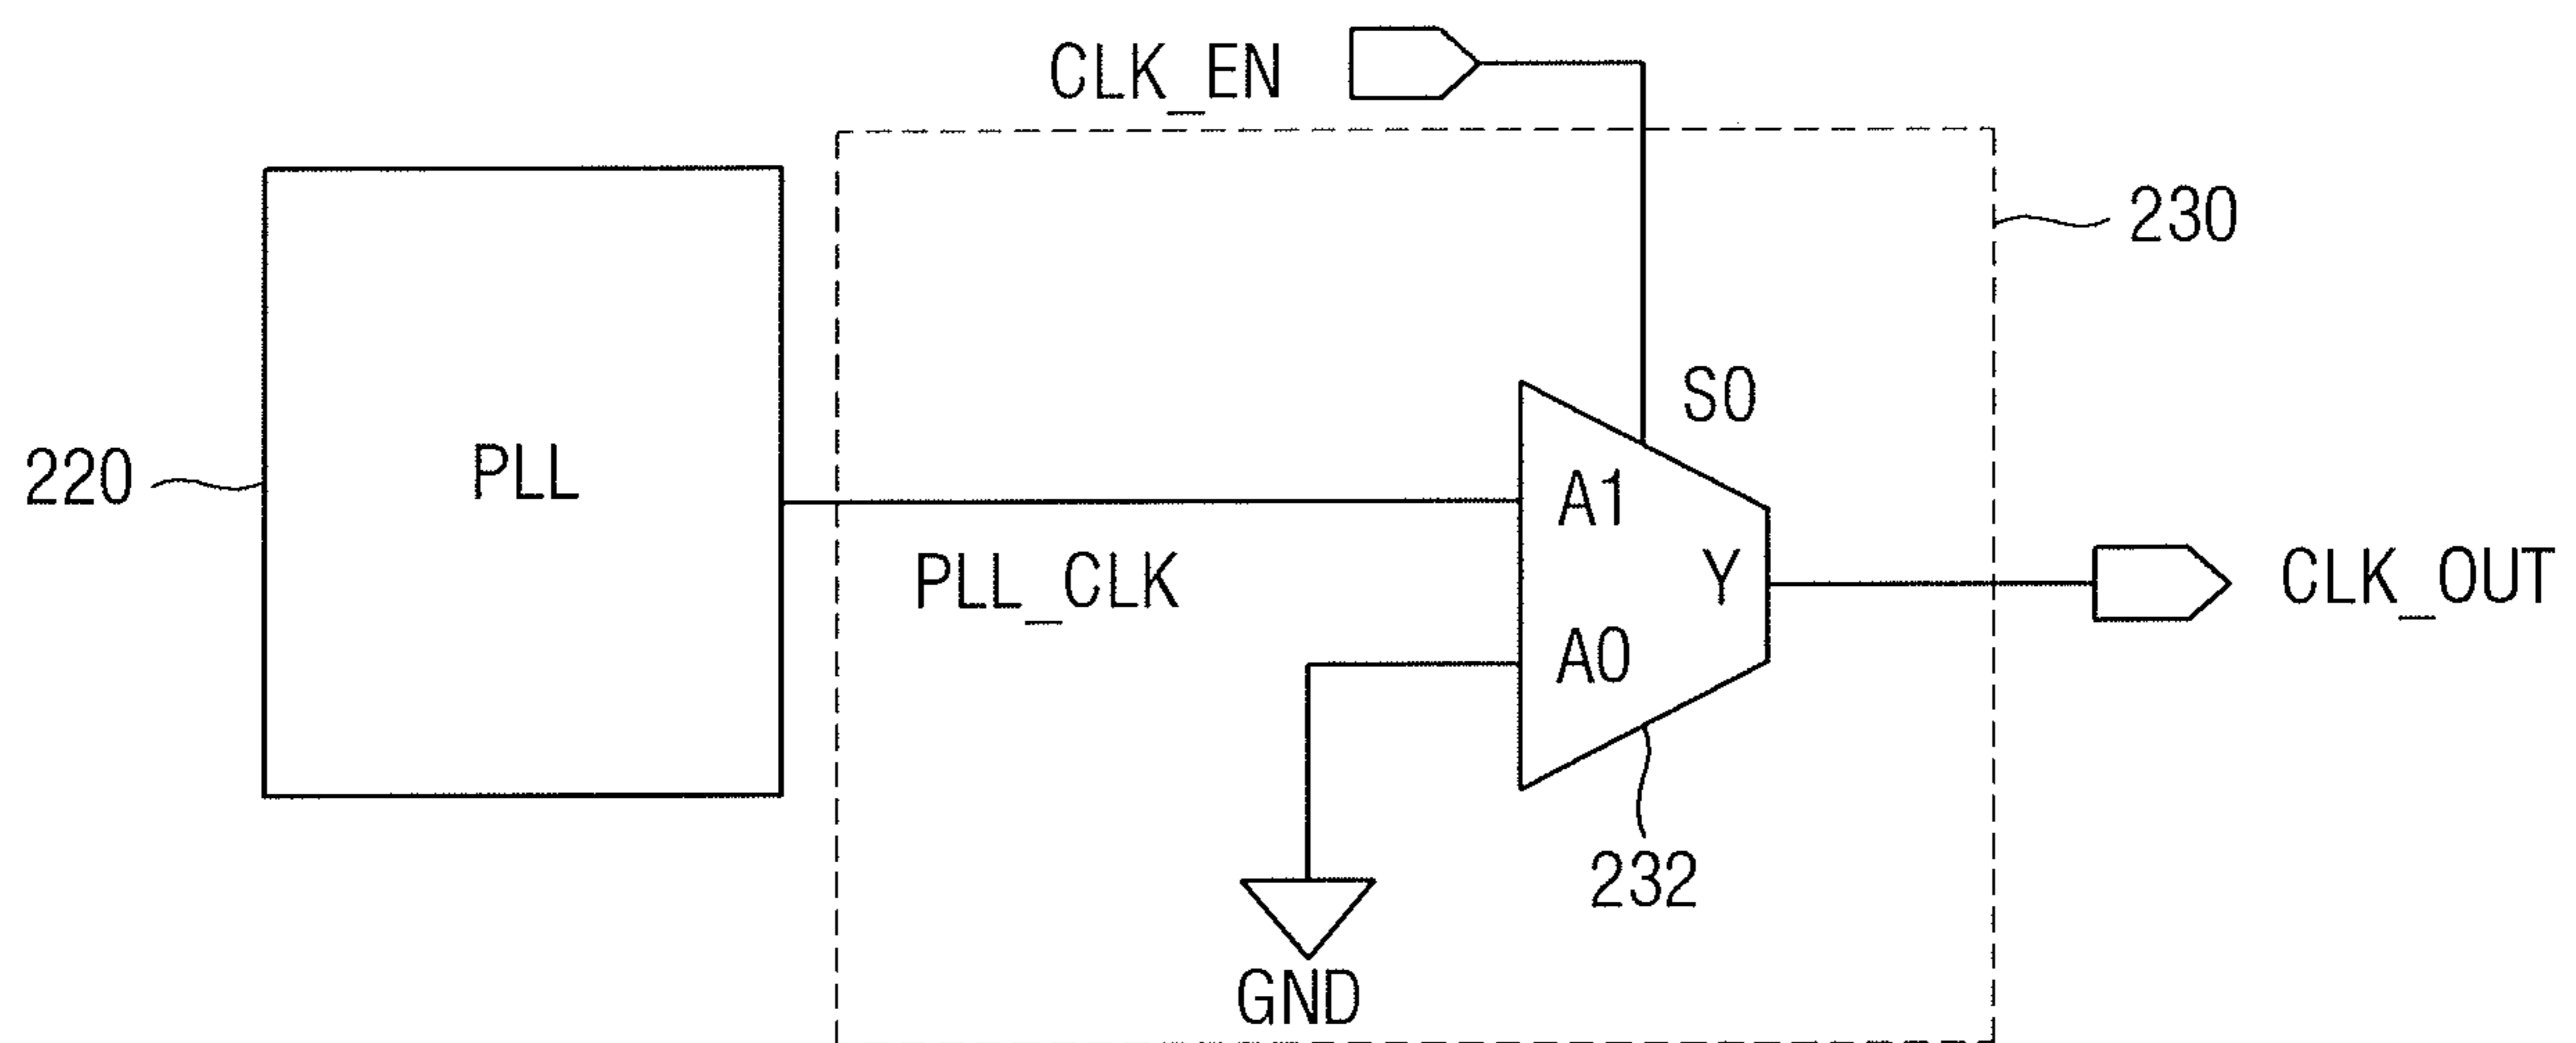 CLK_EN
230
S0
220
PLL
A1
PLL_CLK
Y
CLK_OUT
A0
232
GND